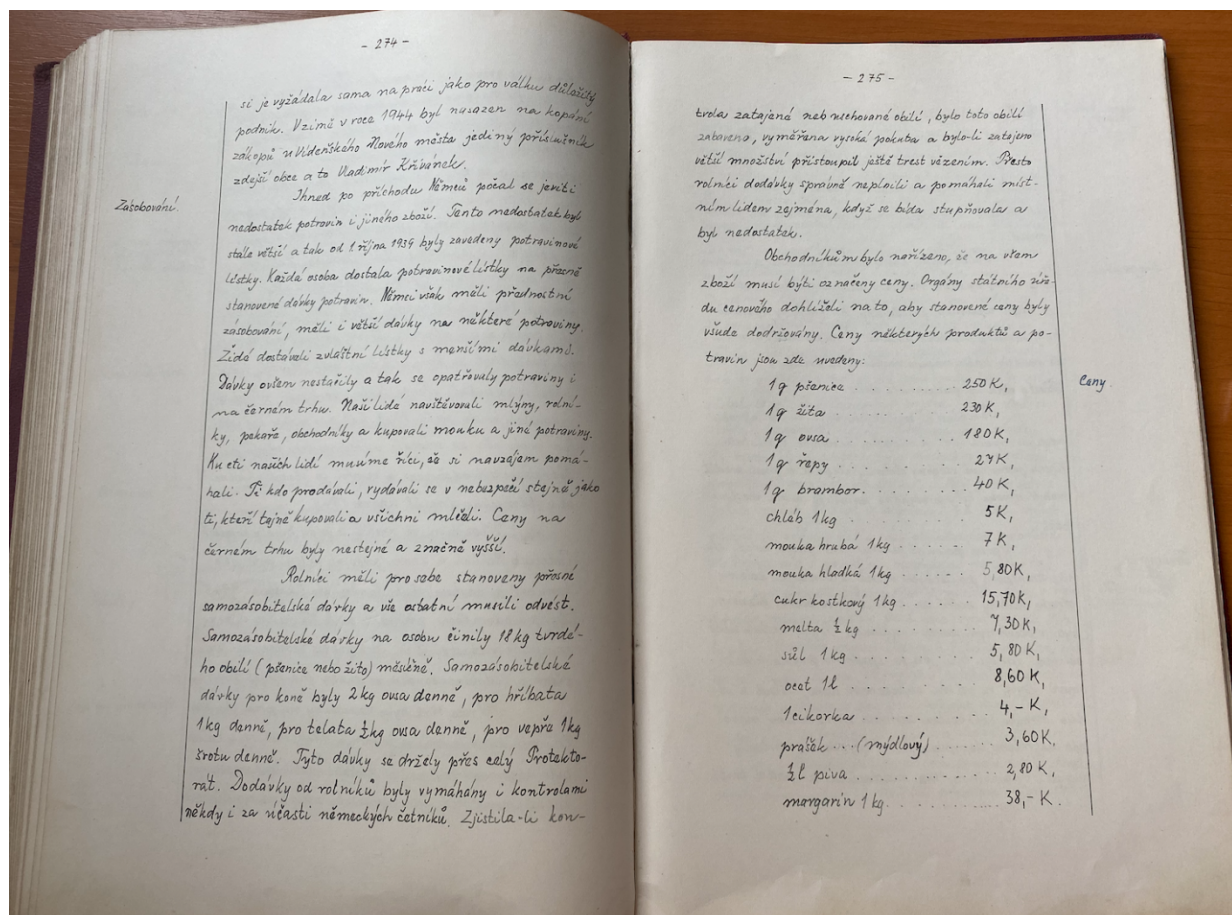 - 274 -
si je vyžádala sama na práci jako pro válku důležitý
podnik. V zimě v roce 1944 byl nasazen na kopání
zákopů u Vídeňského Nového města jediný příslušník
zdejší obce a to Vladimír Křivánek.
Zásobování.
Ihned po příchodu Němců počal se jeviti
nedostatek potravin i jiného zboží. Tento nedostatek byl
stále větší a tak od 1. října 1939 byly zavedeny potravinové
lístky. Každá osoba dostala potravinové lístky na přesně
stanovené dávky potravin. Němci však měli přednostní
zásobování, měli i větší dávky na některé potraviny.
Židé dostávali zvláštní lístky s menšími dávkami.
Dávky ovšem nestačily a tak se opatřovaly potraviny i
na černém trhu. Naši lidé navštěvovali mlýny, rolní-
ky, pekaře, obchodníky a kupovali mouku a jiné potraviny.
Ku cti našich lidí musíme říci, že si navzájem pomá-
hali. Ti kdo prodávali, vydávali se v nebezpečí stejně jako
ti, kteří tajně kupovali a všichni mlčeli. Ceny na
černém trhu byly nestejné a značně vyšší.
Rolníci měli pro sebe stanoveny přesné
samozásobitelské dávky a vše ostatní musili odvést.
Samozásobitelské dávky na osobu činily 18 kg tvrdé-
ho obilí (pšenice nebo žito) měsíčně. Samozásobitelské
dávky pro koně byly 2 kg ovsa denně, pro hříbata
1 kg denně, pro telata ½ kg ovsa denně, pro vepře 1 kg
šrotu denně. Tyto dávky se držely přes celý Protekto-
rát. Dodávky od rolníků byly vymáhány i kontrolami
někdy i za účasti německých četníků. Zjistila-li kon-
- 275 -
trola zatajené neb uschované obilí, bylo toto obilí
zabaveno, vyměřena vysoká pokuta a bylo-li zatajeno
větší množství přistoupil ještě trest vězením. Přesto
rolníci dodávky správně neplnili a pomáhali míst-
ním lidem zejména, když se bída stupňovala a
byl nedostatek.
Obchodníkům bylo nařízeno, že na všem
zboží musí býti označeny ceny. Orgány státního úřa-
du cenového dohlíželi na to, aby stanovené ceny byly
všude dodržovány. Ceny některých produktů a po-
travin jsou zde uvedeny:
Ceny.
1 q pšenice . . . . . . . . . 250 K,
1 q žita . . . . . . . . 230 K,
1 q ovsa . . . . . . . . . 180 K,
1 q řepy . . . . . . . . . 27 K,
1 q brambor. . . . . . . . . 40 K,
chléb 1 kg . . . . . . . . . 5 K,
mouka hrubá 1 kg . . . . . . 7 K,
mouka hladká 1 kg . . . . . . 5,80 K,
cukr kostkový 1 kg . . . . . . 15,70 K,
melta ½ kg . . . . . . . . 7,30 K,
sůl 1 kg . . . . . . . . . 5,80 K,
ocet 1 l . . . . . . . . . 8,60 K,
1 cikorka . . . . . . . . . 4,- K,
prášek ... (mýdlový) . . . . . . 3,60 K,
½ l piva . . . . . . . . . 2,80 K,
margarín 1 kg. . . . . . . . . 38,- K.